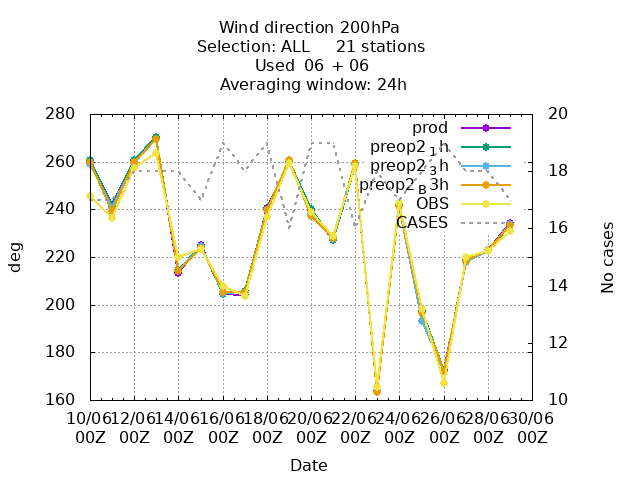 Wind direction 200hPa
Selection: ALL 21 stations
Used 06 + 06
Averaging window: 24h
280 20
260 18
240 16
220 14
200 12
180 10
160
prod
preop2 1h
preop2 3h
preop2 B 3h
OBS
CASES
deg
No cases
10/06 12/06 14/06 16/06 18/06 20/06 22/06 24/06 26/06 28/06 30/06
00Z 00Z 00Z 00Z 00Z 00Z 00Z 00Z 00Z 00Z 00Z
Date